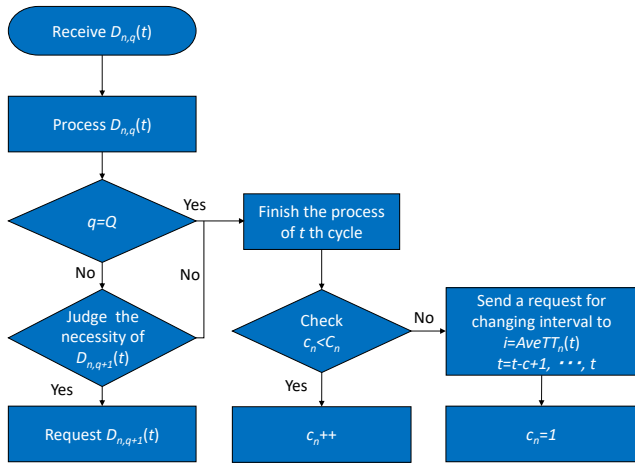 Receive D_{n,q}(t)
Process D_{n,q}(t)
q=Q
Yes
No
No
Judge the
necessity of
D_{n,q+1}(t)
Yes
Request D_{n,q+1}(t)
Finish the process
of t th cycle
Check
c_n<C_n
No
Yes
c_n++
Send a request for
changing interval to
i=AveTT_n(t)
t=t-c+1, ･･･, t
c_n=1